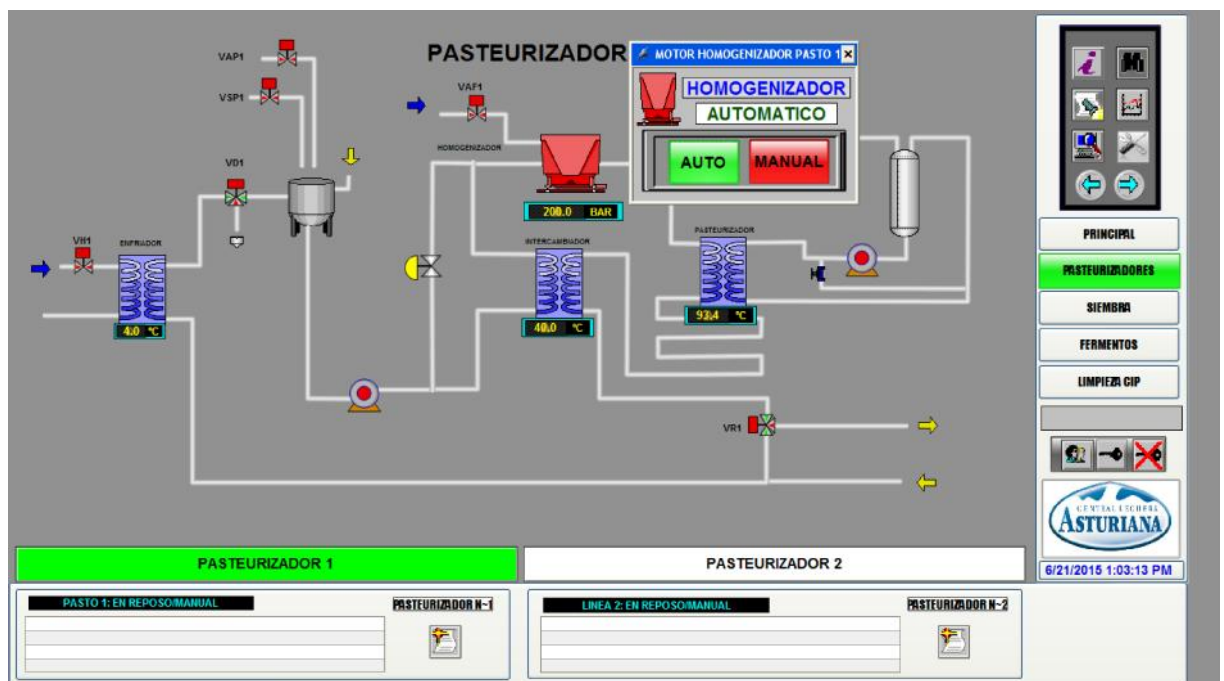 PASTEURIZADOR
VAP1
VSP1
VAF1
VD1
HOMOGENIZADOR
MOTOR HOMOGENIZADOR PASTO 1
HOMOGENIZADOR
AUTOMATICO
AUTO
MANUAL
200.0 BAR
VH1
ENFRIADOR
INTERCAMBIADOR
PASTEURIZADOR
4.0 °C
40.0 °C
93.4 °C
VR1
PRINCIPAL
PASTEURIZADORES
SIEMBRA
FERMENTOS
LIMPIEZA CIP
CENTRAL LECHERA
ASTURIANA
6/21/2015 1:03:13 PM
PASTEURIZADOR 1
PASTEURIZADOR 2
PASTO 1: EN REPOSO/MANUAL
PASTEURIZADOR N~1
LINEA 2: EN REPOSO/MANUAL
PASTEURIZADOR N~2